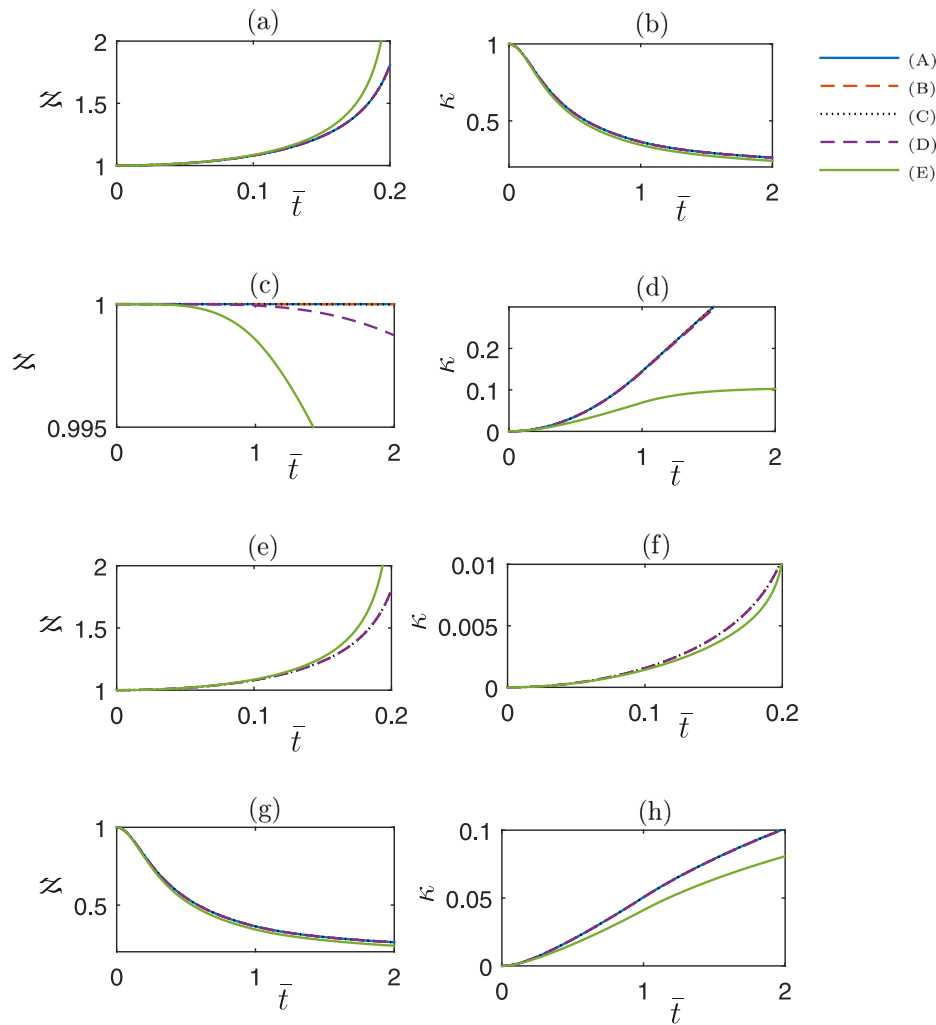 (a)
2
1.5
1
0 0.1 0.2
t̄
(b)
1
κ
0.5
0 1 2
t̄
(A)
(B)
(C)
(D)
(E)
(c)
1
0.995
0 1 2
t̄
(d)
0.2
κ
0.1
0
0 1 2
t̄
(e)
2
1.5
1
0 0.1 0.2
t̄
(f)
0.01
κ
0.005
0
0 0.1 0.2
t̄
(g)
1
0.5
0 1 2
t̄
(h)
0.1
κ
0.05
0
0 1 2
t̄